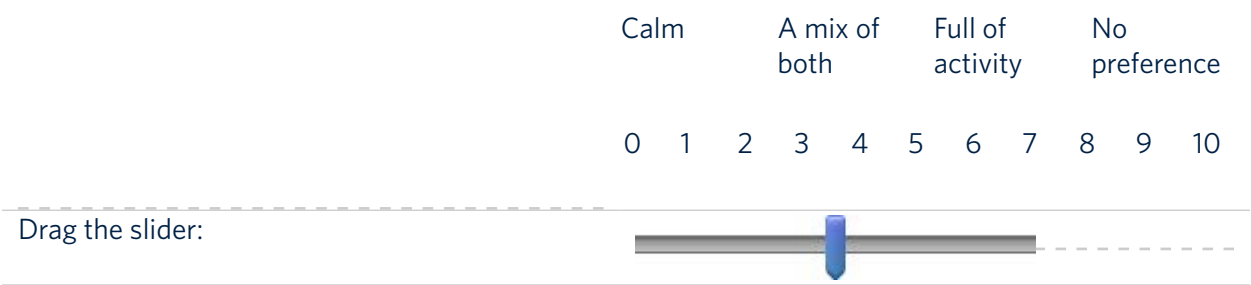 Calm
A mix of
both
Full of
activity
No
preference
0 1 2 3 4 5 6 7 8 9 10
Drag the slider: